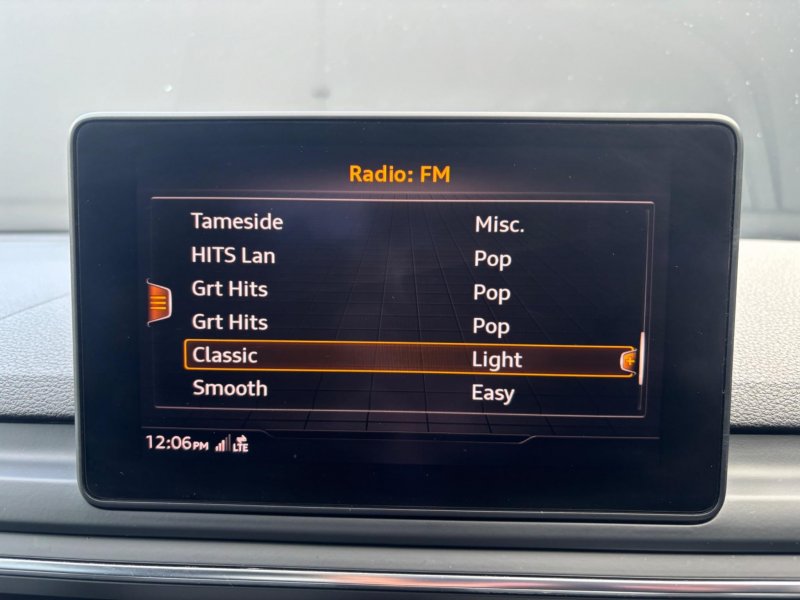 Radio: FM
Tameside Misc.
HITS Lan Pop
Grt Hits Pop
Grt Hits Pop
Classic Light
Smooth Easy
12:06PM LTE